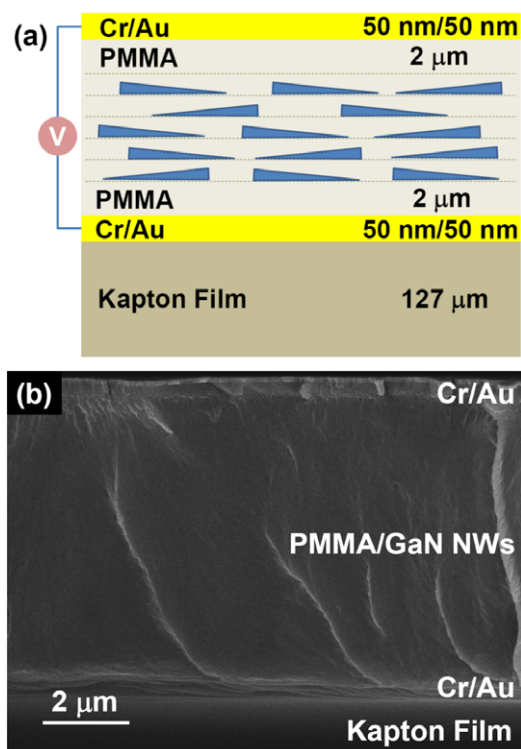 (a)
Cr/Au 50 nm/50 nm
PMMA 2 μm
V
PMMA 2 μm
Cr/Au 50 nm/50 nm
Kapton Film 127 μm
(b)
Cr/Au
PMMA/GaN NWs
Cr/Au
2 μm
Kapton Film